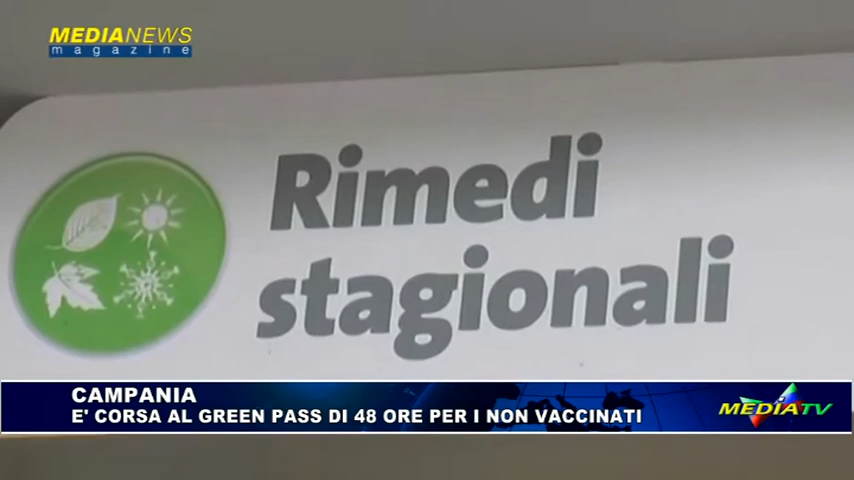 MEDIANEWS
magazine
Rimedi
stagionali
CAMPANIA
E' CORSA AL GREEN PASS DI 48 ORE PER I NON VACCINATI
MEDIATV